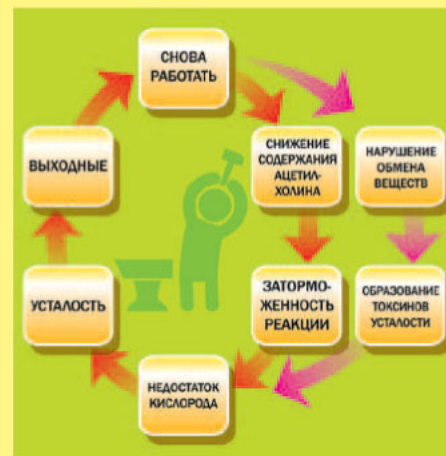 СНОВА
РАБОТАТЬ
СНИЖЕНИЕ
СОДЕРЖАНИЯ
АЦЕТИЛ-
ХОЛИНА
НАРУШЕНИЕ
ОБМЕНА
ВЕЩЕСТВ
ВЫХОДНЫЕ
ЗАТОРМО-
ЖЕННОСТЬ
РЕАКЦИИ
ОБРАЗОВАНИЕ
ТОКСИНОВ
УСТАЛОСТИ
УСТАЛОСТЬ
НЕДОСТАТОК
КИСЛОРОДА